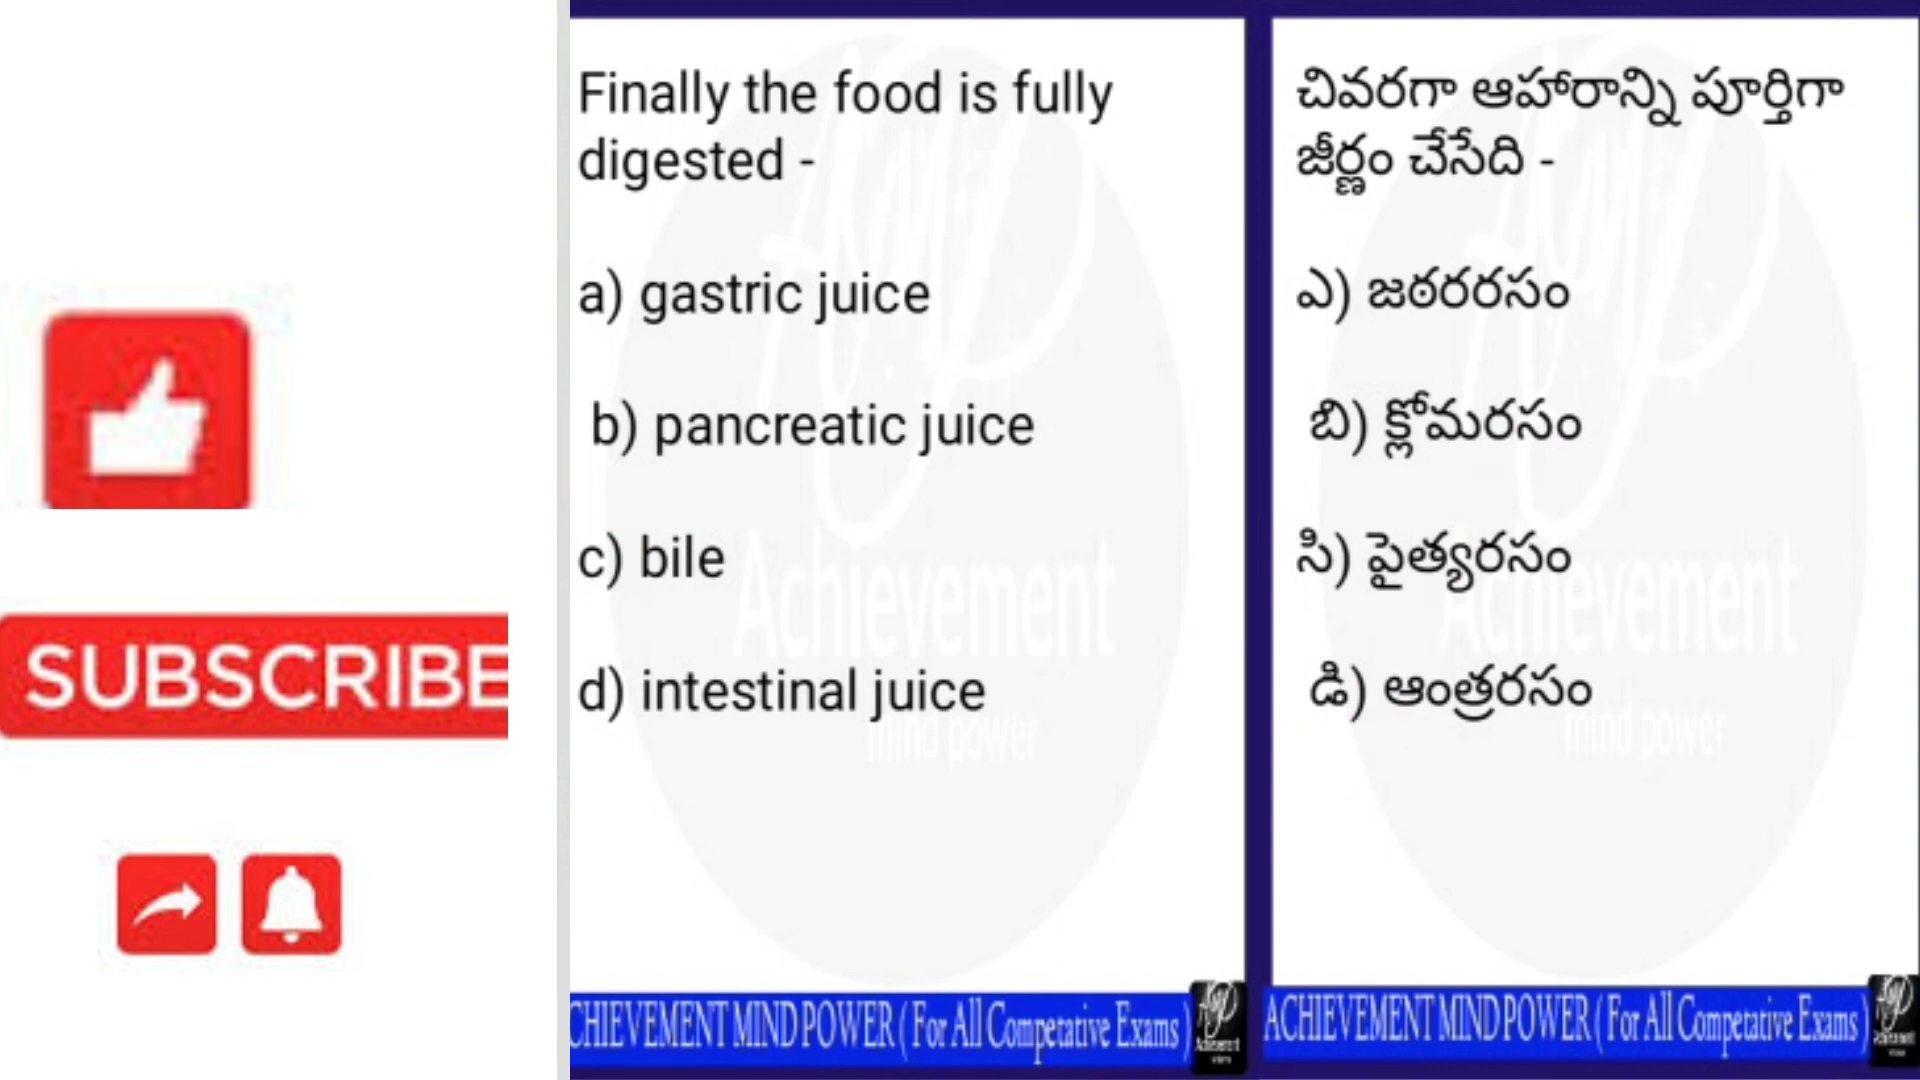 SUBSCRIBE
Finally the food is fully
digested -
a) gastric juice
b) pancreatic juice
c) bile
d) intestinal juice
Achievement
mind power
CHIEVEMENT MIND POWER ( For All Competative Exams )
Achievement
చివరగా ఆహారాన్ని పూర్తిగా
జీర్ణం చేసేది -
ఎ) జఠరరసం
బి) క్లోమరసం
సి) పైత్యరసం
డి) ఆంత్రరసం
Achievement
mind power
ACHIEVEMENT MIND POWER ( For All Competative Exams )